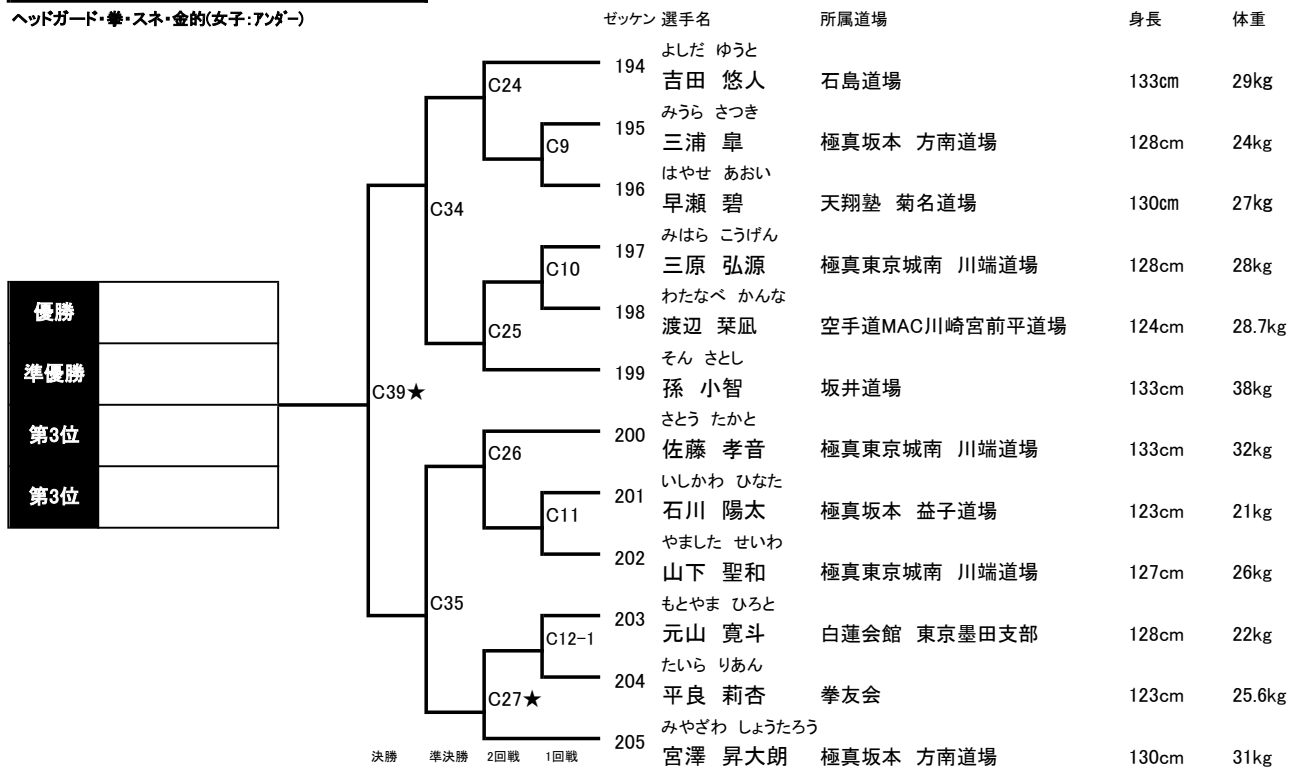 ヘッドガード・拳・スネ・金的(女子:アンダー)
ゼッケン 選手名 所属道場 身長 体重
よしだ ゆうと
194 吉田 悠人 石島道場 133cm 29kg
C24
みうら さつき
195 三浦 皐 極真坂本 方南道場 128cm 24kg
C9
はやせ あおい
196 早瀬 碧 天翔塾 菊名道場 130cm 27kg
C34
みはら こうげん
197 三原 弘源 極真東京城南 川端道場 128cm 28kg
C10
わたなべ かんな
198 渡辺 栞凪 空手道MAC川崎宮前平道場 124cm 28.7kg
C25
そん さとし
199 孫 小智 坂井道場 133cm 38kg
優勝
準優勝
第3位
第3位
C39★
さとう たかと
200 佐藤 孝音 極真東京城南 川端道場 133cm 32kg
C26
いしかわ ひなた
201 石川 陽太 極真坂本 益子道場 123cm 21kg
C11
やました せいわ
202 山下 聖和 極真東京城南 川端道場 127cm 26kg
C35
もとやま ひろと
203 元山 寛斗 白蓮会館 東京墨田支部 128cm 22kg
C12-1
たいら りあん
204 平良 莉杏 拳友会 123cm 25.6kg
C27★
みやざわ しょうたろう
205 宮澤 昇大朗 極真坂本 方南道場 130cm 31kg
決勝 準決勝 2回戦 1回戦